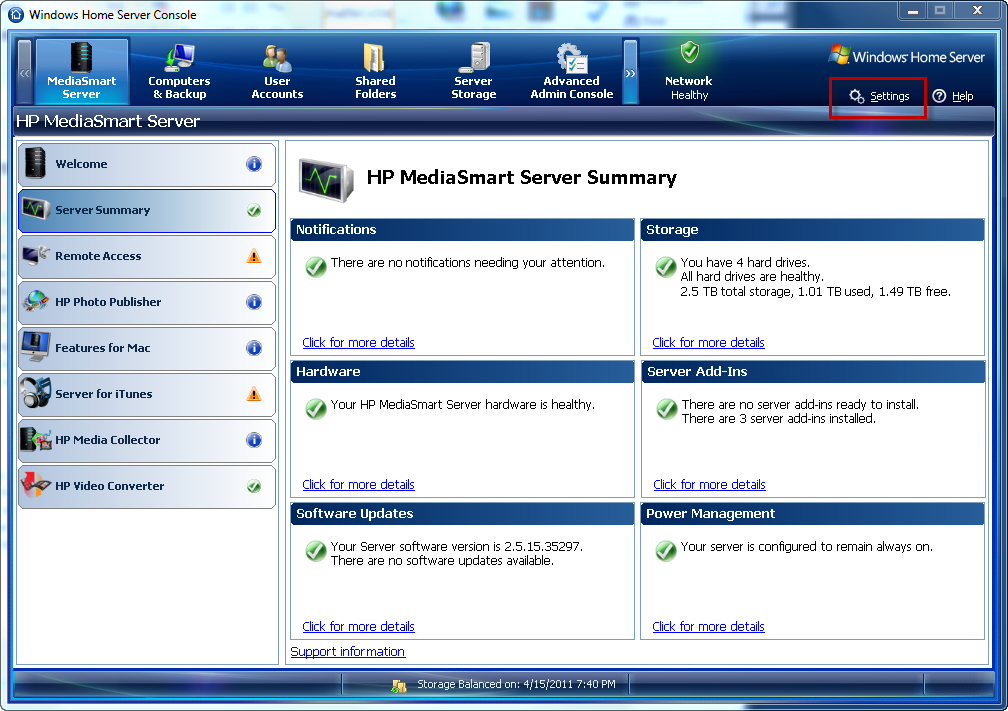 Windows Home Server Console
MediaSmart
Server
Computers
& Backup
User
Accounts
Shared
Folders
Server
Storage
Advanced
Admin Console
Network
Healthy
Windows Home Server
Settings
Help
HP MediaSmart Server
Welcome
Server Summary
Remote Access
HP Photo Publisher
Features for Mac
Server for iTunes
HP Media Collector
HP Video Converter
HP MediaSmart Server Summary
Notifications
There are no notifications needing your attention.
Click for more details
Storage
You have 4 hard drives.
All hard drives are healthy.
2.5 TB total storage, 1.01 TB used, 1.49 TB free.
Click for more details
Hardware
Your HP MediaSmart Server hardware is healthy.
Click for more details
Server Add-Ins
There are no server add-ins ready to install.
There are 3 server add-ins installed.
Click for more details
Software Updates
Your Server software version is 2.5.15.35297.
There are no software updates available.
Click for more details
Power Management
Your server is configured to remain always on.
Click for more details
Support information
Storage Balanced on: 4/15/2011 7:40 PM